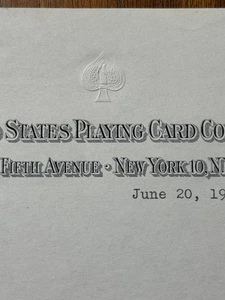 States Playing Card Co
Fifth Avenue • New York 10, N
June 20, 19